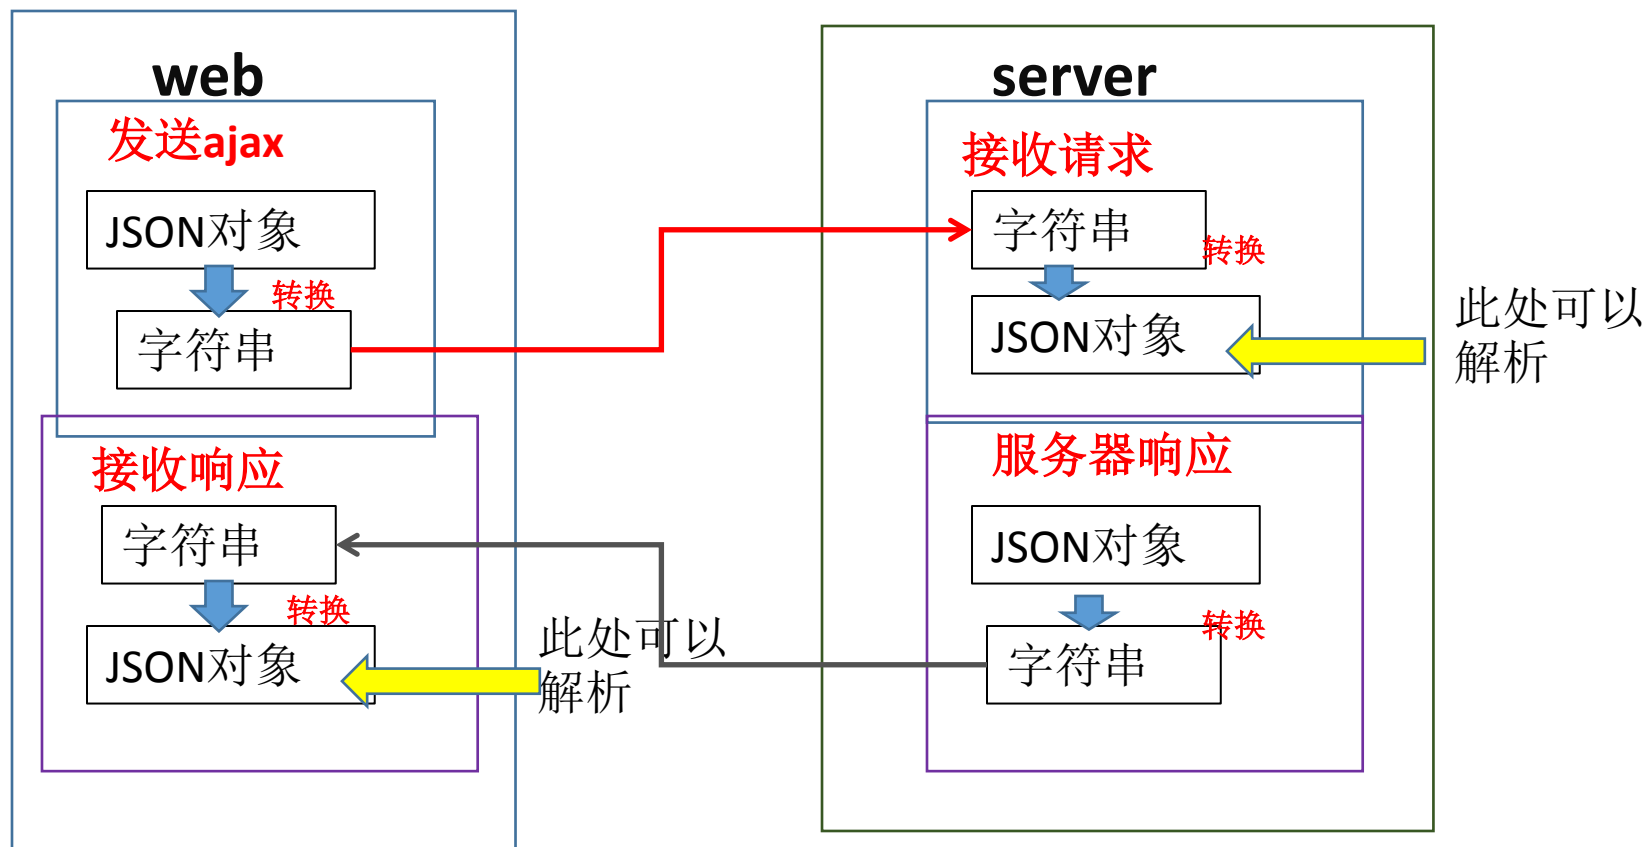 web
发送ajax
JSON对象
转换
字符串
接收响应
字符串
转换
JSON对象
此处可以
解析
server
接收请求
字符串
转换
JSON对象
此处可以
解析
服务器响应
JSON对象
转换
字符串